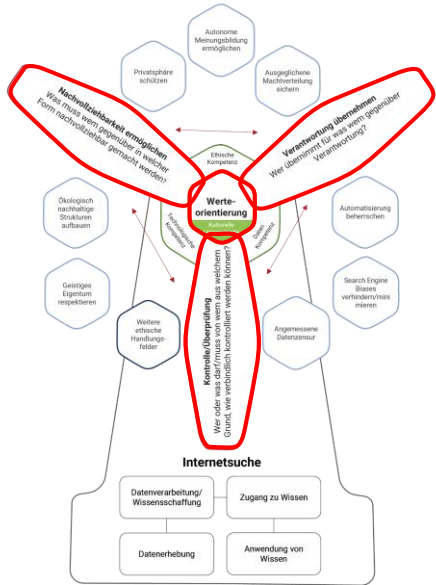 Autonome
Meinungsbildung
ermöglichen
Privatsphäre
schützen
Ausgeglichene
Machtverteilung
sichern
Nachvollziehbarkeit ermöglichen
Was muss wem gegenüber in welcher
Form nachvollziehbar gemacht werden?
Verantwortung übernehmen
Wer übernimmt für was wem gegenüber
Verantwortung?
Ethische
Kompetenz
Werte-
orientierung
Kulturelle
Technologische
Kompetenz
Daten
Kompetenz
Ökologisch
nachhaltige
Strukturen
aufbauen
Automatisierung
beherrschen
Geistiges
Eigentum
respektieren
Search Engine
Biases
verhindern/mini
mieren
Weitere
ethische
Handlungs-
felder
Angemessene
Datenzensur
Kontrolle/Überprüfung
Wer oder was darf/muss von wem aus welchem
Grund, wie verbindlich kontrolliert werden können?
Internetsuche
Datenverarbeitung/
Wissensschaffung
Zugang zu Wissen
Datenerhebung
Anwendung von
Wissen